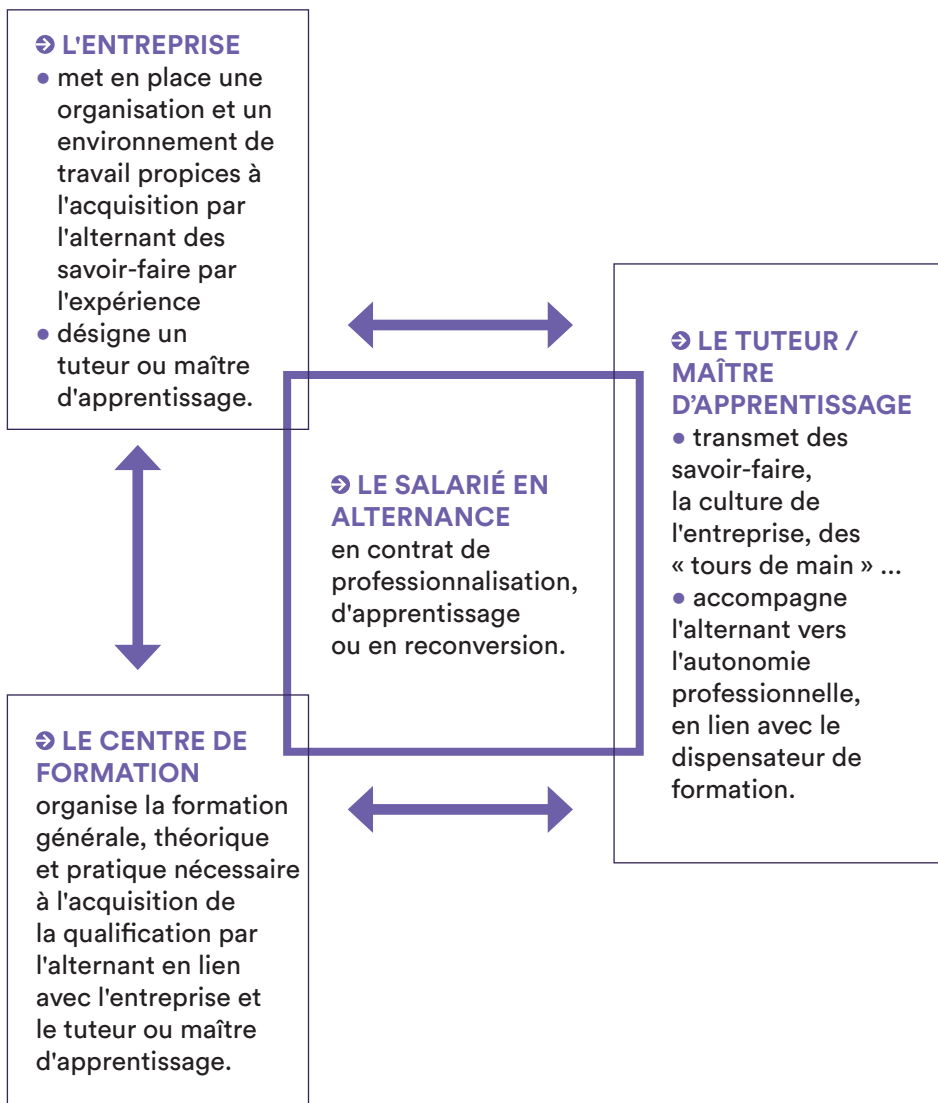 ➲ L'ENTREPRISE
● met en place une
organisation et un
environnement de
travail propices à
l'acquisition par
l'alternant des
savoir-faire par
l'expérience
● désigne un
tuteur ou maître
d'apprentissage.
➲ LE SALARIÉ EN
ALTERNANCE
en contrat de
professionnalisation,
d'apprentissage
ou en reconversion.
➲ LE TUTEUR /
MAÎTRE
D’APPRENTISSAGE
● transmet des
savoir-faire,
la culture de
l'entreprise, des
« tours de main » ...
● accompagne
l'alternant vers
l'autonomie
professionnelle,
en lien avec le
dispensateur de
formation.
➲ LE CENTRE DE
FORMATION
organise la formation
générale, théorique
et pratique nécessaire
à l'acquisition de
la qualification par
l'alternant en lien
avec l'entreprise et
le tuteur ou maître
d'apprentissage.